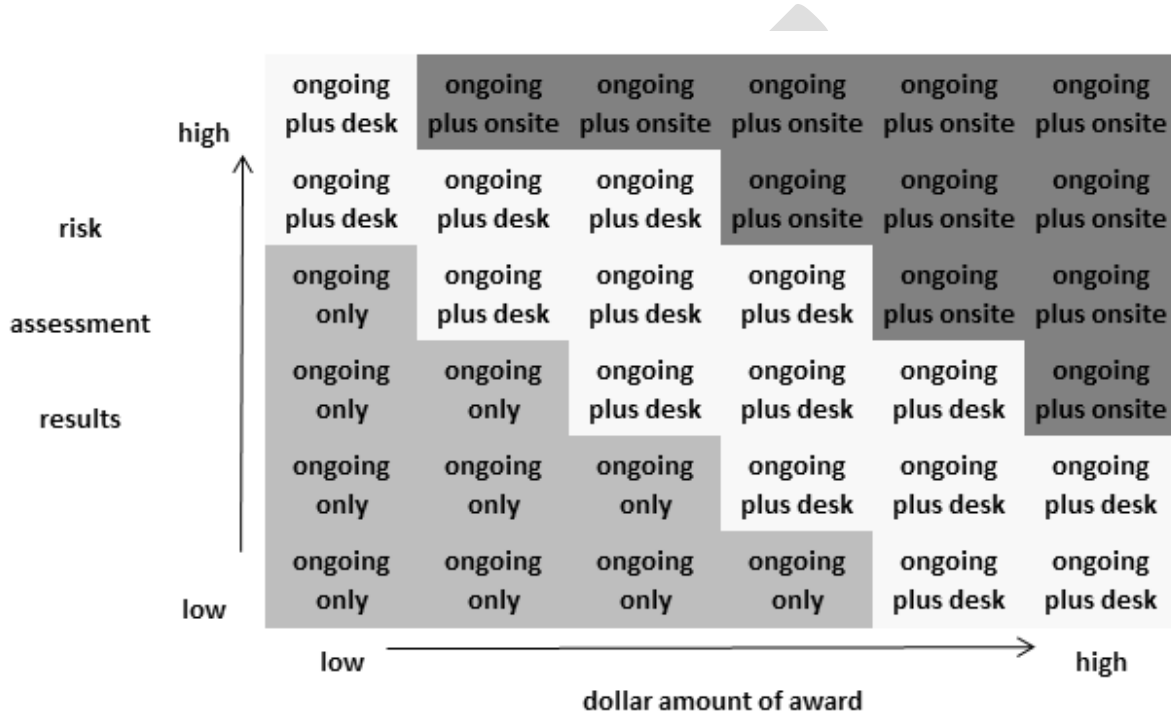 ongoing ongoing ongoing ongoing ongoing ongoing
plus desk plus onsite plus onsite plus onsite plus onsite plus onsite
high
ongoing ongoing ongoing ongoing ongoing ongoing
plus desk plus desk plus desk plus onsite plus onsite plus onsite
risk
ongoing ongoing ongoing ongoing ongoing ongoing
only plus desk plus desk plus desk plus onsite plus onsite
assessment
ongoing ongoing ongoing ongoing ongoing ongoing
only only plus desk plus desk plus desk plus onsite
results
ongoing ongoing ongoing ongoing ongoing ongoing
only only only plus desk plus desk plus desk
ongoing ongoing ongoing ongoing ongoing ongoing
only only only only plus desk plus desk
low
low high
dollar amount of award